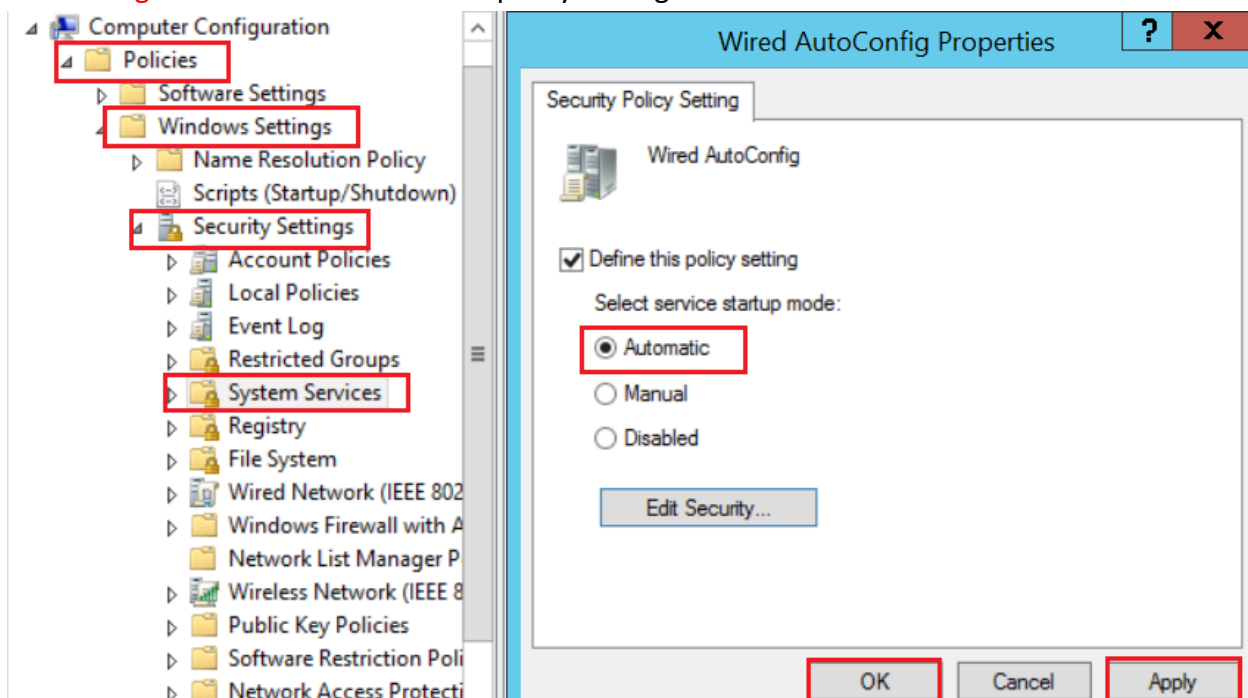 Computer Configuration
Policies
Software Settings
Windows Settings
Name Resolution Policy
Scripts (Startup/Shutdown)
Security Settings
Account Policies
Local Policies
Event Log
Restricted Groups
System Services
Registry
File System
Wired Network (IEEE 802
Windows Firewall with A
Network List Manager P
Wireless Network (IEEE 8
Public Key Policies
Software Restriction Poli
Network Access Protecti
Wired AutoConfig Properties
? X
Security Policy Setting
Wired AutoConfig
Define this policy setting
Select service startup mode:
Automatic
Manual
Disabled
Edit Security...
OK Cancel Apply